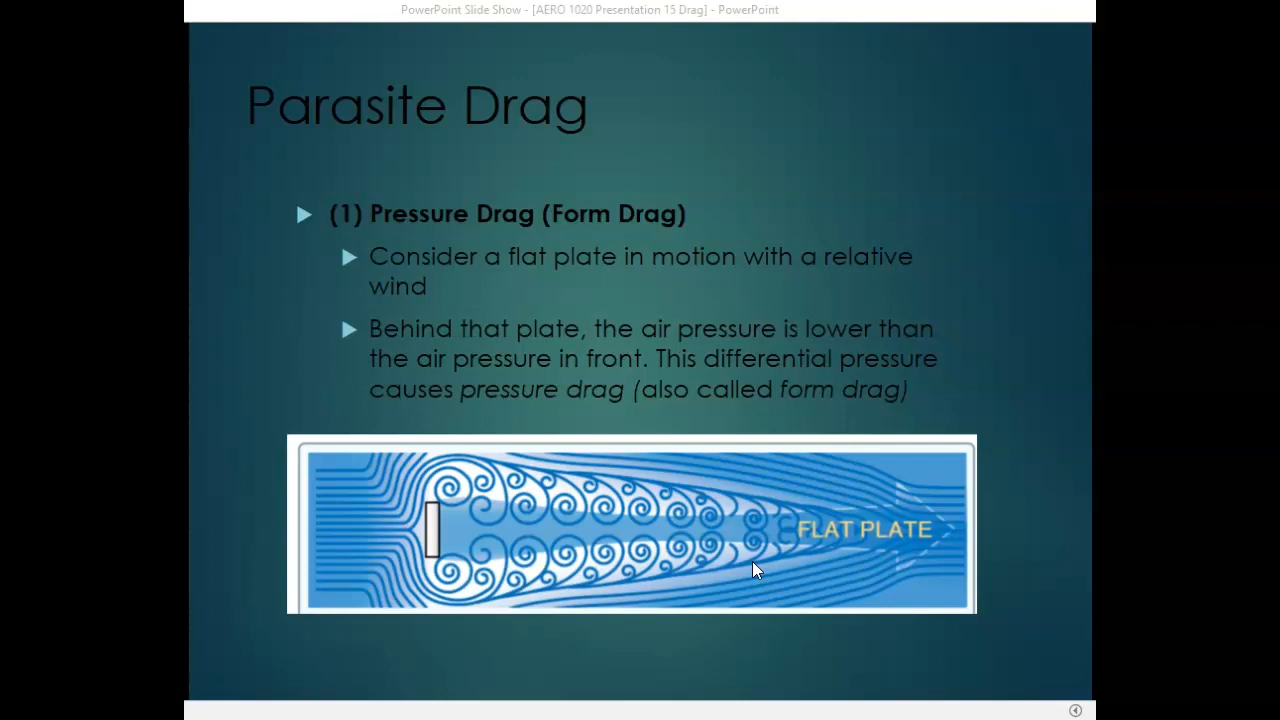 PowerPoint Slide Show - [AERO 1020 Presentation 15 Drag] - PowerPoint
Parasite Drag
(1) Pressure Drag (Form Drag)
Consider a flat plate in motion with a relative
wind
Behind that plate, the air pressure is lower than
the air pressure in front. This differential pressure
causes pressure drag (also called form drag)
FLAT PLATE